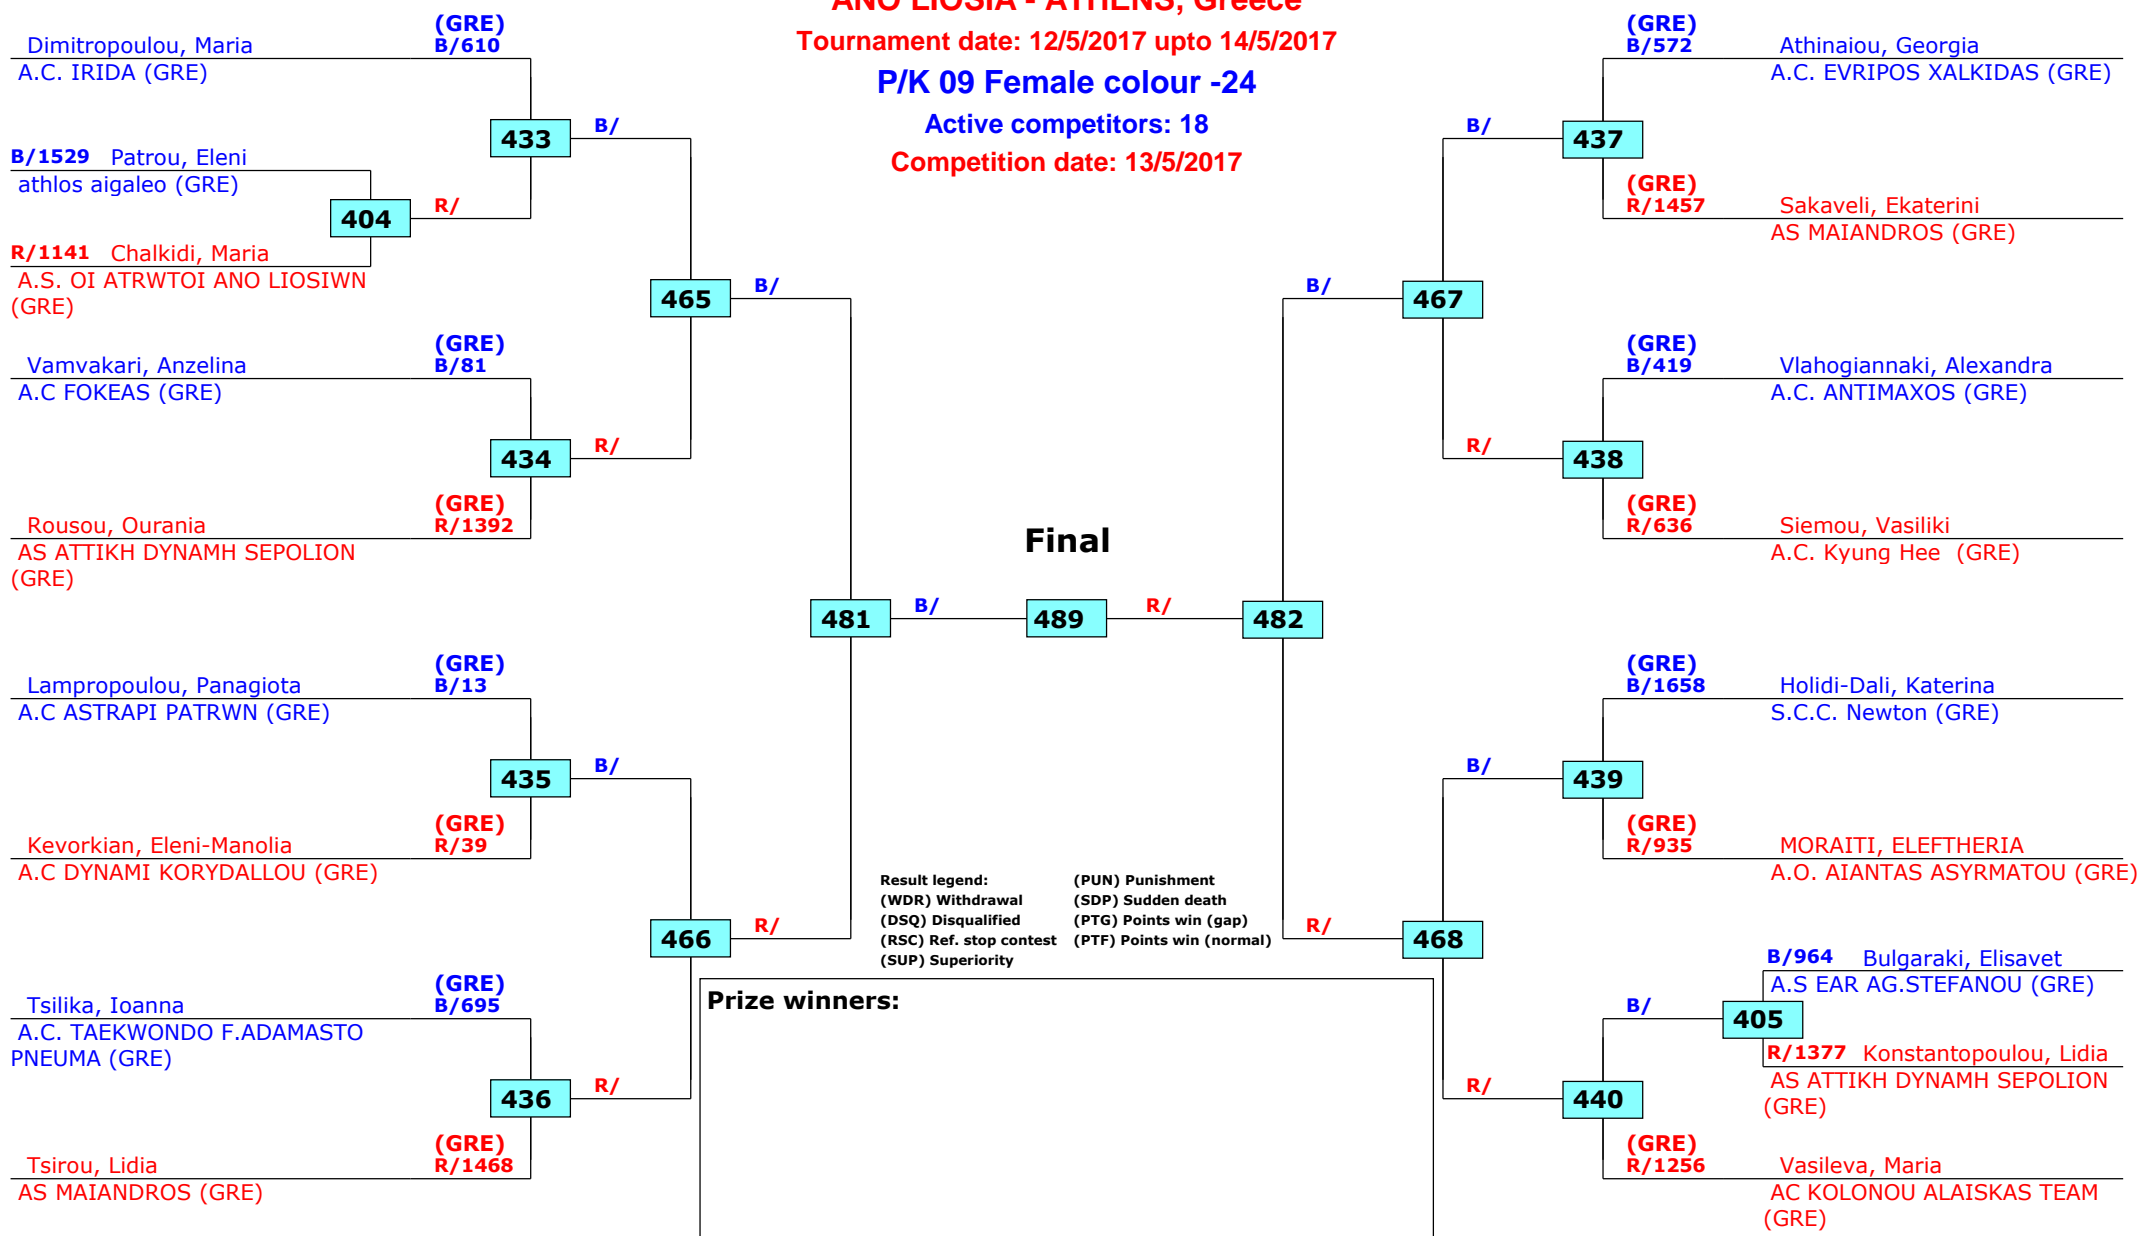 ANO LIOSIA - ATHENS, Greece
Tournament date: 12/5/2017 upto 14/5/2017
P/K 09 Female colour -24
Active competitors: 18
Competition date: 13/5/2017
Dimitropoulou, Maria (GRE) B/610
A.C. IRIDA (GRE)
433
B/
B/1529 Patrou, Eleni
athlos aigaleo (GRE)
404
R/
R/1141 Chalkidi, Maria
A.S. OI ATRWTOI ANO LIOSIWN
(GRE)
465
B/
Vamvakari, Anzelina (GRE) B/81
A.C FOKEAS (GRE)
434
R/
Rousou, Ourania (GRE) R/1392
AS ATTIKH DYNAMH SEPOLION
(GRE)
481
B/
Lampropoulou, Panagiota (GRE) B/13
A.C ASTRAPI PATRWN (GRE)
435
B/
Kevorkian, Eleni-Manolia (GRE) R/39
A.C DYNAMI KORYDALLOU (GRE)
466
R/
Tsilika, Ioanna (GRE) B/695
A.C. TAEKWONDO F.ADAMASTO
PNEUMA (GRE)
436
R/
Tsirou, Lidia (GRE) R/1468
AS MAIANDROS (GRE)
Final
489
R/
482
(GRE) B/572 Athinaiou, Georgia
A.C. EVRIPOS XALKIDAS (GRE)
B/
437
(GRE) R/1457 Sakaveli, Ekaterini
AS MAIANDROS (GRE)
B/
467
(GRE) B/419 Vlahogiannaki, Alexandra
A.C. ANTIMAXOS (GRE)
R/
438
(GRE) R/636 Siemou, Vasiliki
A.C. Kyung Hee (GRE)
(GRE) B/1658 Holidi-Dali, Katerina
S.C.C. Newton (GRE)
B/
439
(GRE) R/935 MORAITI, ELEFTHERIA
A.O. AIANTAS ASYRMATOU (GRE)
R/
468
B/964 Bulgaraki, Elisavet
A.S EAR AG.STEFANOU (GRE)
B/
405
R/1377 Konstantopoulou, Lidia
AS ATTIKH DYNAMH SEPOLION
(GRE)
R/
440
(GRE) R/1256 Vasileva, Maria
AC KOLONOU ALAISKAS TEAM
(GRE)
Result legend: (PUN) Punishment
(WDR) Withdrawal (SDP) Sudden death
(DSQ) Disqualified (PTG) Points win (gap)
(RSC) Ref. stop contest (PTF) Points win (normal)
(SUP) Superiority
Prize winners: